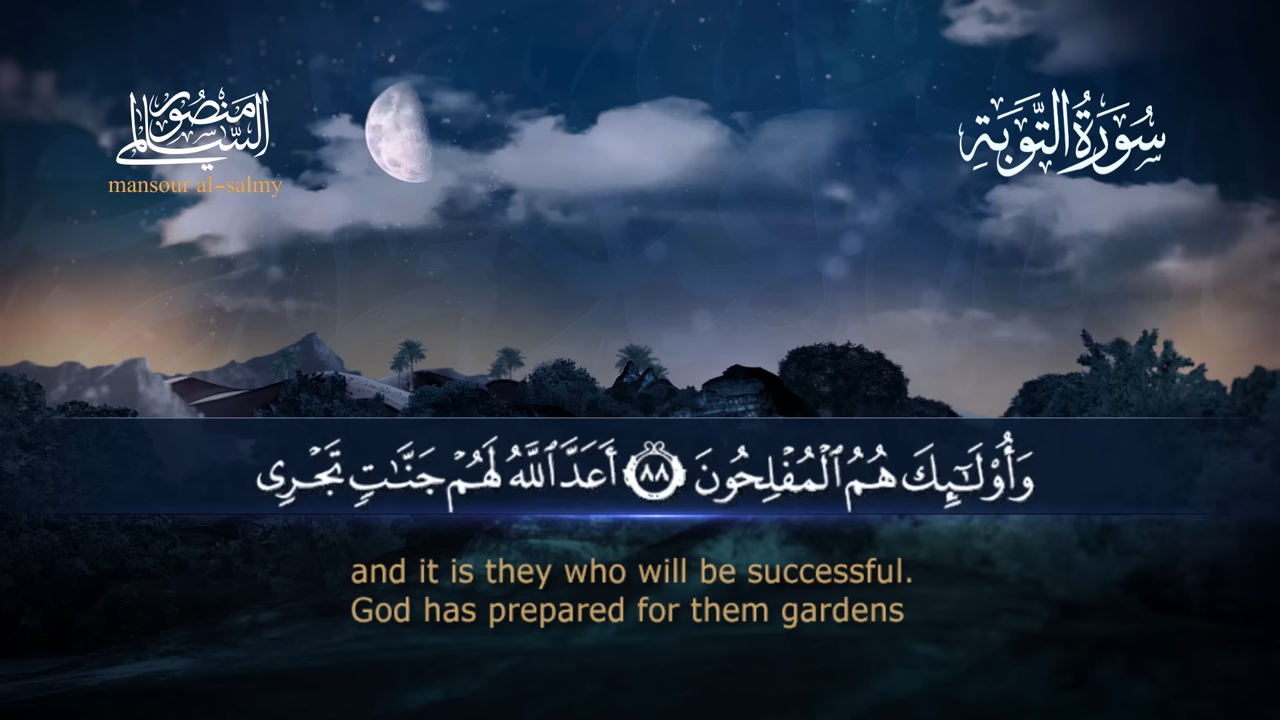 منصور
السالمي
mansour al-salmy
سُورَةُ التَّوبَةِ
وَأُوْلَٰٓئِكَ هُمُ ٱلْمُفْلِحُونَ ٨٨ أَعَدَّ ٱللَّهُ لَهُمْ جَنَّٰتٍ تَجْرِى
and it is they who will be successful.
God has prepared for them gardens